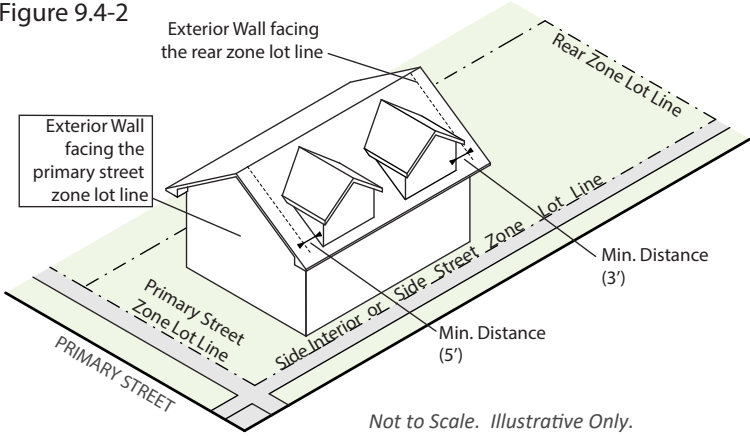 Figure 9.4-2
Exterior Wall facing
the rear zone lot line
Rear Zone Lot Line
Exterior Wall
facing the
primary street
zone lot line
Min. Distance
(3')
Primary Street
Zone Lot Line
Side Interior or Side Street Zone Lot Line
Min. Distance
(5')
PRIMARY STREET
Not to Scale. Illustrative Only.